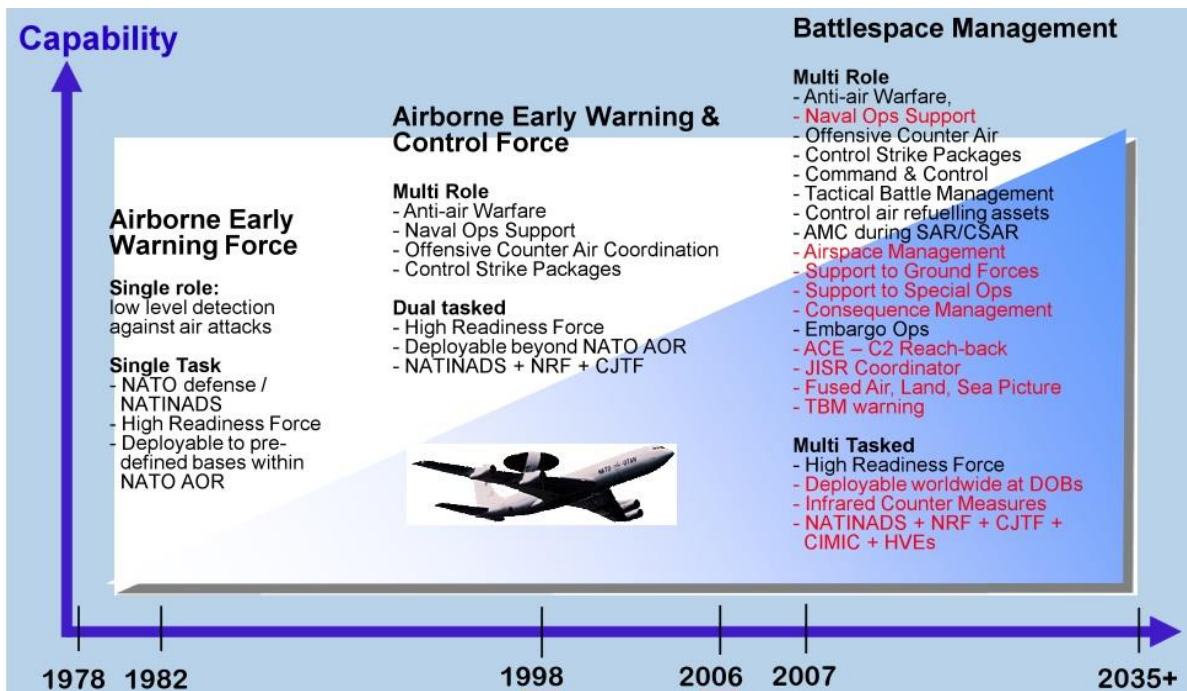 Capability
Airborne Early
Warning Force
Single role:
low level detection
against air attacks
Single Task
- NATO defense /
NATINADS
- High Readiness Force
- Deployable to pre-
defined bases within
NATO AOR
Airborne Early Warning &
Control Force
Multi Role
- Anti-air Warfare
- Naval Ops Support
- Offensive Counter Air Coordination
- Control Strike Packages
Dual tasked
- High Readiness Force
- Deployable beyond NATO AOR
- NATINADS + NRF + CJTF
NATO OTAN
Battlespace Management
Multi Role
- Anti-air Warfare,
- Naval Ops Support
- Offensive Counter Air
- Control Strike Packages
- Command & Control
- Tactical Battle Management
- Control air refuelling assets
- AMC during SAR/CSAR
- Airspace Management
- Support to Ground Forces
- Support to Special Ops
- Consequence Management
- Embargo Ops
- ACE – C2 Reach-back
- JISR Coordinator
- Fused Air, Land, Sea Picture
- TBM warning
Multi Tasked
- High Readiness Force
- Deployable worldwide at DOBs
- Infrared Counter Measures
- NATINADS + NRF + CJTF +
CIMIC + HVEs
1978 1982 1998 2006 2007 2035+